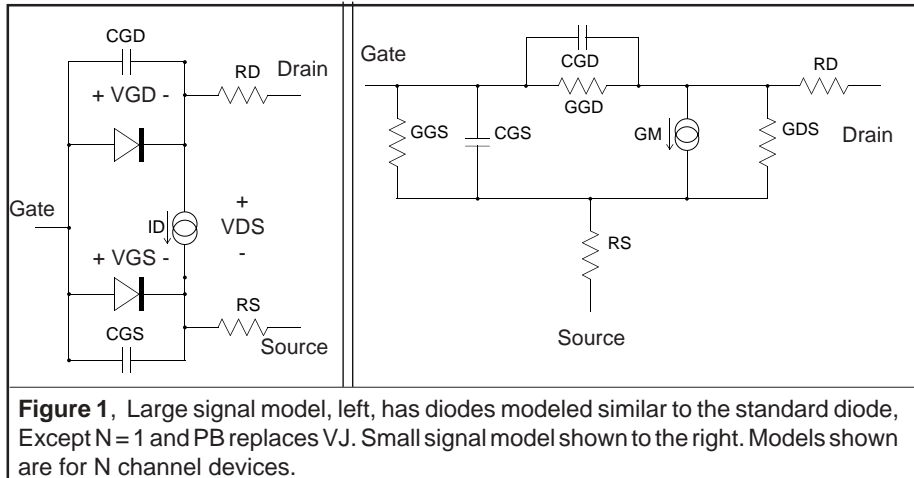 CGD
+ VGD -
RD
Drain
Gate
ID
+
VDS
-
+ VGS -
CGS
RS
Source
Gate
CGD
GGD
RD
GGS
CGS
GM
GDS
Drain
RS
Source
Figure 1, Large signal model, left, has diodes modeled similar to the standard diode,
Except N = 1 and PB replaces VJ. Small signal model shown to the right. Models shown
are for N channel devices.